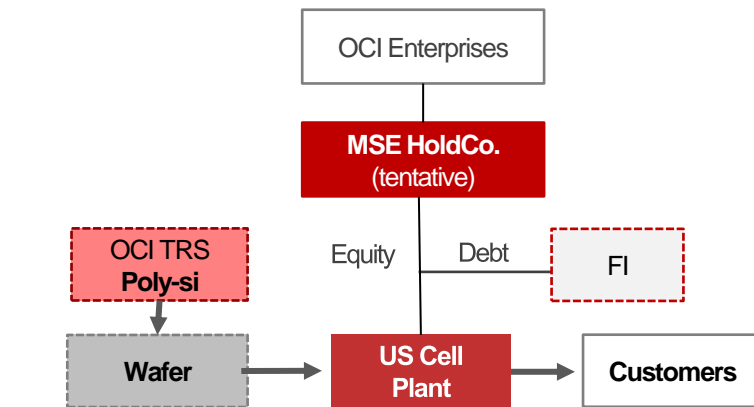 OCI Enterprises
MSE HoldCo.
(tentative)
Equity
Debt
FI
OCI TRS
Poly-si
Wafer
US Cell
Plant
Customers